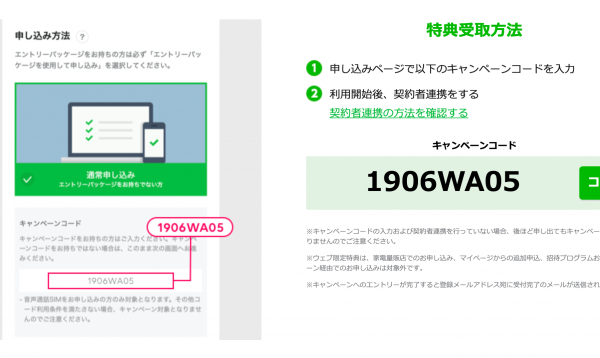 申し込み方法 ?
エントリーパッケージをお持ちの方は必ず「エントリーパッ
ケージを使用して申し込み」を選択してください。
通常申し込み
エントリーパッケージをお持ちでない方
キャンペーンコード
1906WA05
キャンペーンコードをお持ちの方はご入力ください。キャンペ
ーンコードをお持ちではない場合は、このまま次の画面へお進
みください。
1906WA05
- 音声通話SIMをお申し込みの方のみ対象となります。その他コ
ード利用条件を満たさない場合、キャンペーン対象となりませ
んのでご注意ください。
特典受取方法
1 申し込みページで以下のキャンペーンコードを入力
2 利用開始後、契約者連携をする
契約者連携の方法を確認する
キャンペーンコード
1906WA05
コ
※キャンペーンコードの入力および契約者連携を行っていない場合、後ほど申し出てもキャンペー
りませんのでご注意ください。
※ウェブ限定特典は、家電量販店でのお申し込み、マイページからの追加申込、招待プログラムお
ーン経由でのお申し込みは対象外です。
※キャンペーンへのエントリーが完了すると登録メールアドレス宛に受付完了のメールが送信され